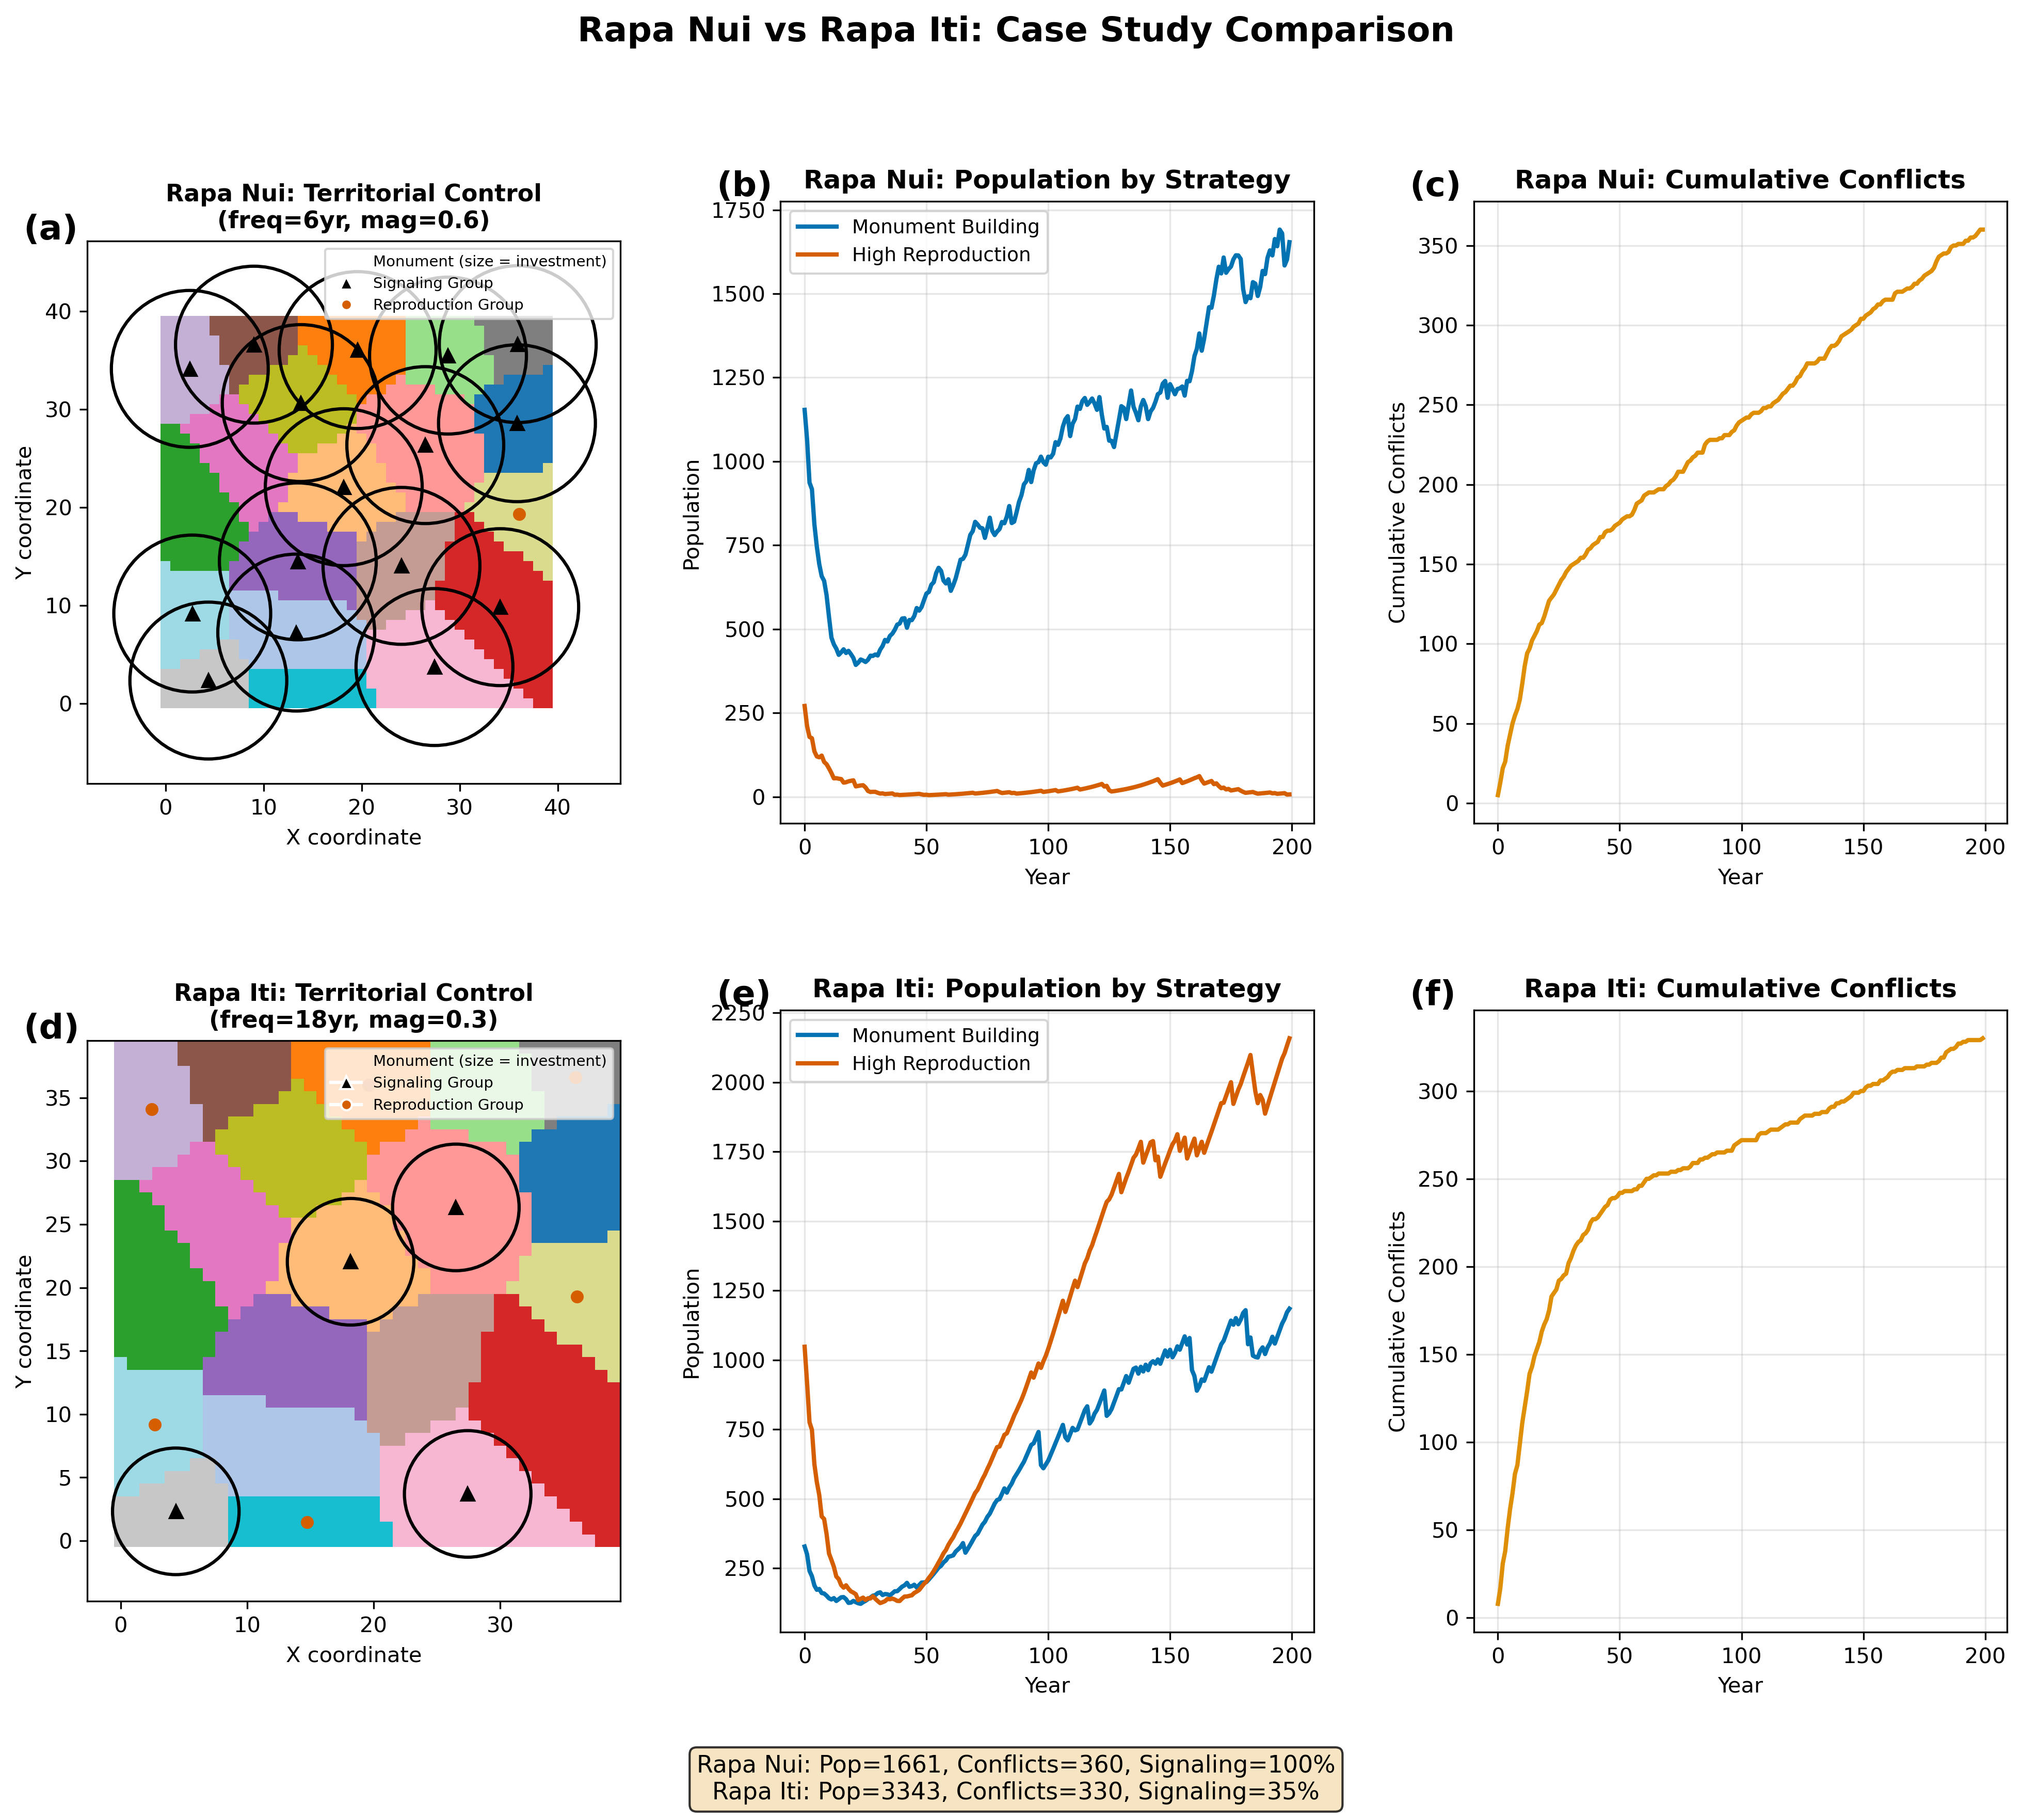 Rapa Nui vs Rapa Iti: Case Study Comparison
(a)
Rapa Nui: Territorial Control
(freq=6yr, mag=0.6)
Monument (size = investment)
Signaling Group
Reproduction Group
Y coordinate
40
30
20
10
0
0 10 20 30 40
X coordinate
(b)
Rapa Nui: Population by Strategy
Monument Building
High Reproduction
Population
1750
1500
1250
1000
750
500
250
0
0 50 100 150 200
Year
(c)
Rapa Nui: Cumulative Conflicts
Cumulative Conflicts
350
300
250
200
150
100
50
0
0 50 100 150 200
Year
(d)
Rapa Iti: Territorial Control
(freq=18yr, mag=0.3)
Monument (size = investment)
Signaling Group
Reproduction Group
Y coordinate
35
30
25
20
15
10
5
0
0 10 20 30
X coordinate
(e)
Rapa Iti: Population by Strategy
Monument Building
High Reproduction
Population
2250
2000
1750
1500
1250
1000
750
500
250
0 50 100 150 200
Year
(f)
Rapa Iti: Cumulative Conflicts
Cumulative Conflicts
300
250
200
150
100
50
0
0 50 100 150 200
Year
Rapa Nui: Pop=1661, Conflicts=360, Signaling=100%
Rapa Iti: Pop=3343, Conflicts=330, Signaling=35%